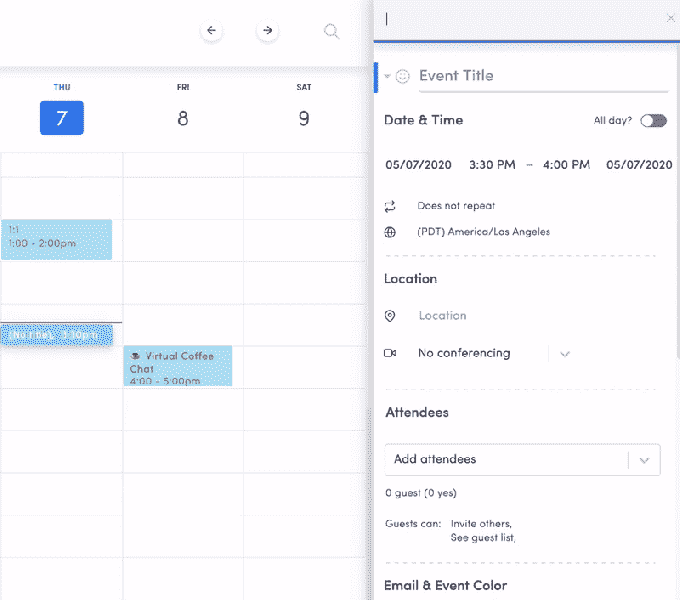 THU
FRI
SAT
7
8
9
1:1
1:00 - 2:00pm
Virtual Coffee
Chat
4:00 - 5:00pm
Event Title
Date & Time
All day?
05/07/2020 3:30 PM – 4:00 PM 05/07/2020
Does not repeat
(PDT) America/Los Angeles
Location
Location
No conferencing
Attendees
Add attendees
0 guest (0 yes)
Guests can: Invite others,
See guest list,
Email & Event Color